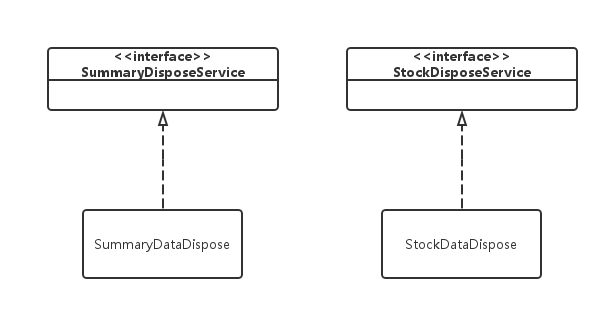 <<interface>>
SummaryDisposeService
<<interface>>
StockDisposeService
SummaryDataDispose
StockDataDispose